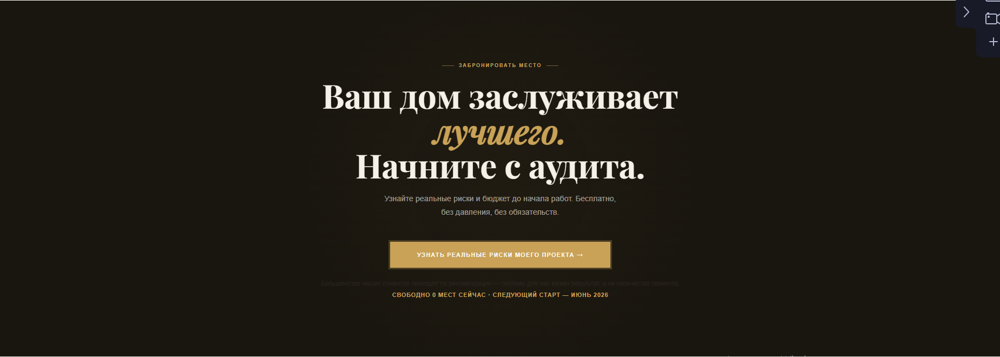 ЗАБРОНИРОВАТЬ МЕСТО
Ваш дом заслуживает
лучшего.
Начните с аудита.
Узнайте реальные риски и бюджет до начала работ. Бесплатно,
без давления, без обязательств.
УЗНАТЬ РЕАЛЬНЫЕ РИСКИ МОЕГО ПРОЕКТА →
Большинство наших клиентов приходят по рекомендации — поэтому для нас важен результат, а не количество проектов.
СВОБОДНО 0 МЕСТ СЕЙЧАС · СЛЕДУЮЩИЙ СТАРТ — ИЮНЬ 2026